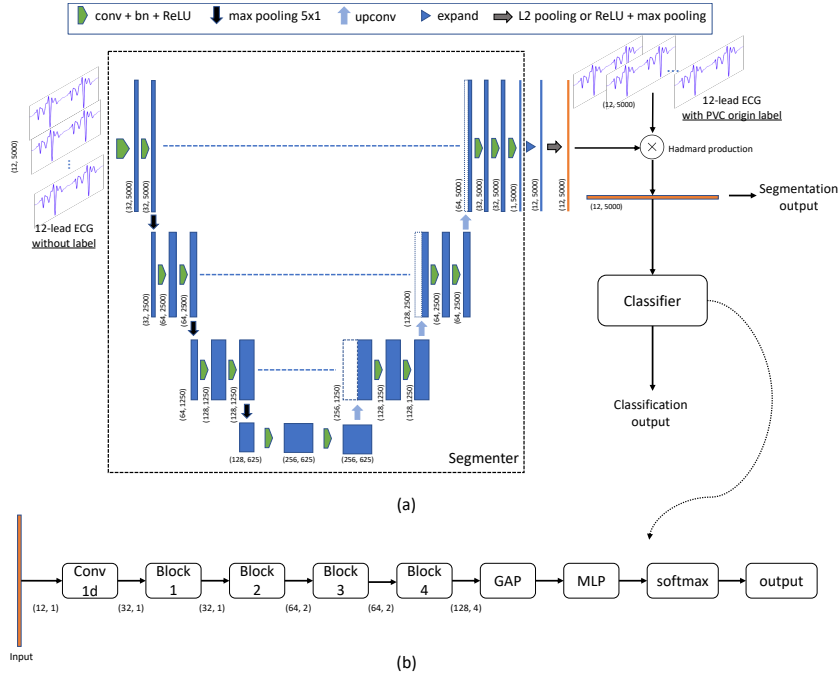 conv + bn + ReLU
max pooling 5x1
upconv
expand
L2 pooling or ReLU + max pooling
(12, 5000)
12-lead ECG
without label
(32, 5000)
(32, 5000)
(64, 5000)
(32, 5000)
(32, 5000)
(1, 5000)
(12, 5000)
(12, 5000)
(12, 5000)
12-lead ECG
with PVC origin label
Hadmard production
(12, 5000)
Segmentation
output
(32, 2500)
(64, 2500)
(64, 2500)
(128, 2500)
(64, 2500)
(64, 2500)
Classifier
(64, 1250)
(128, 1250)
(128, 1250)
(256, 1250)
(128, 1250)
(128, 1250)
Classification
output
(128, 625)
(256, 625)
(256, 625)
Segmenter
(a)
Conv
1d
Block
1
Block
2
Block
3
Block
4
GAP
MLP
softmax
output
(12, 1)
(32, 1)
(32, 1)
(64, 2)
(64, 2)
(128, 4)
Input
(b)